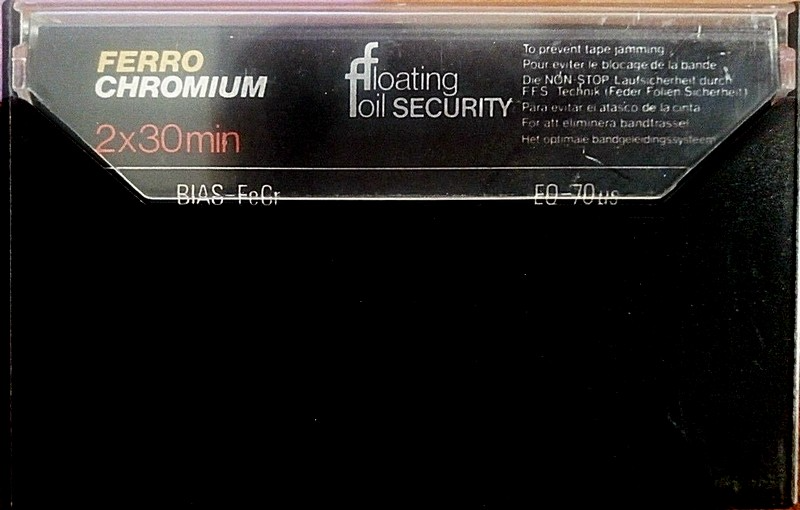 FERRO
CHROMIUM
2x30min
floating
foil SECURITY
To prevent tape jamming
Pour eviter le blocage de la bande
Die NON STOP Laufsicherheit durch
FFS Technik (Feder Folien Sicherheit)
Para evitar el atasco de la cinta
For att eliminera bandtrassel
Het optimale bandgeleidingssysteem
BIAS-FeCr
EQ-70µs